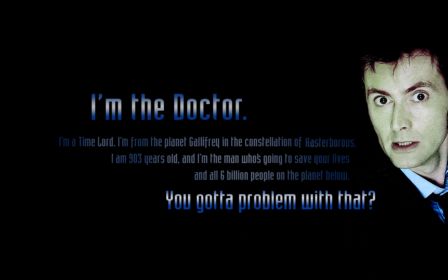 I'm the Doctor.
I'm a Time Lord. I'm from the planet Gallifrey in the constellation of Kasterborous.
I am 903 years old, and I'm the man who's going to save your lives
and all 6 billion people on the planet below.
You gotta problem with that?